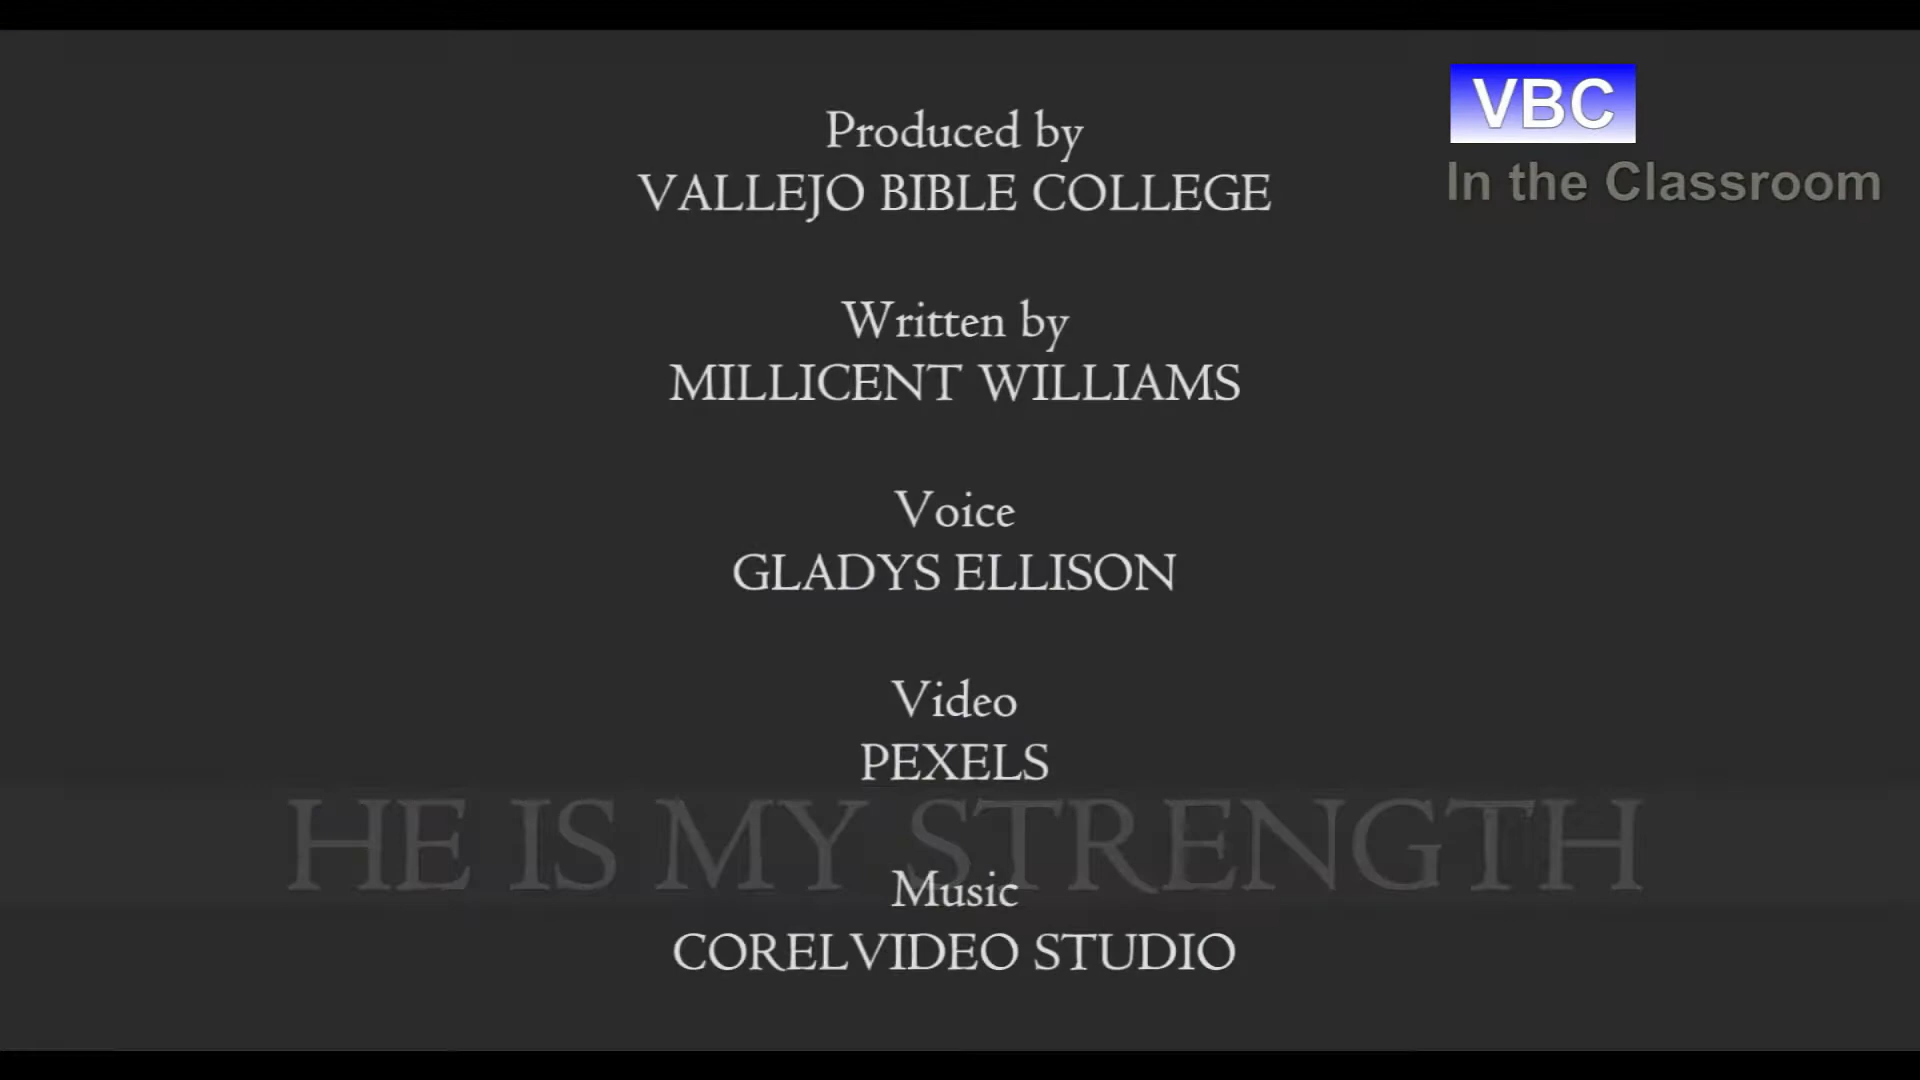 VBC
In the Classroom
Produced by
VALLEJO BIBLE COLLEGE
Written by
MILLICENT WILLIAMS
Voice
GLADYS ELLISON
Video
PEXELS
HE IS MY STRENGTH
Music
CORELVIDEO STUDIO